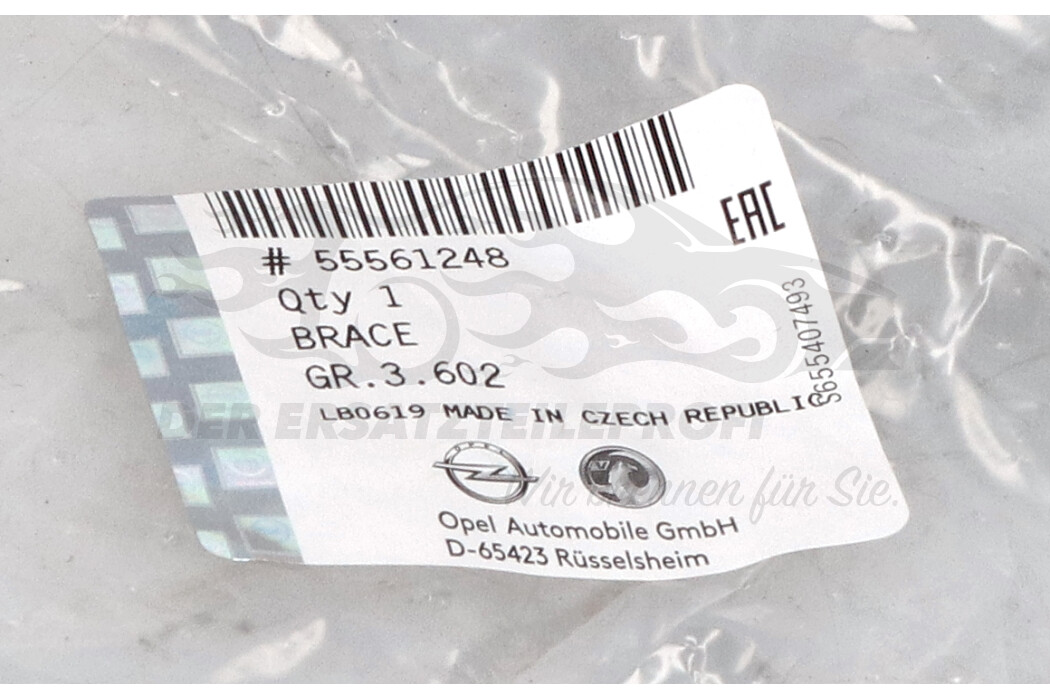 # 55561248
EAC
Qty 1
BRACE
GR.3.602
LB0619 MADE IN CZECH REPUBLIC
S655407493
DER ERSATZTEILEPROFI
Wir brennen für Sie.
Opel Automobile GmbH
D-65423 Rüsselsheim